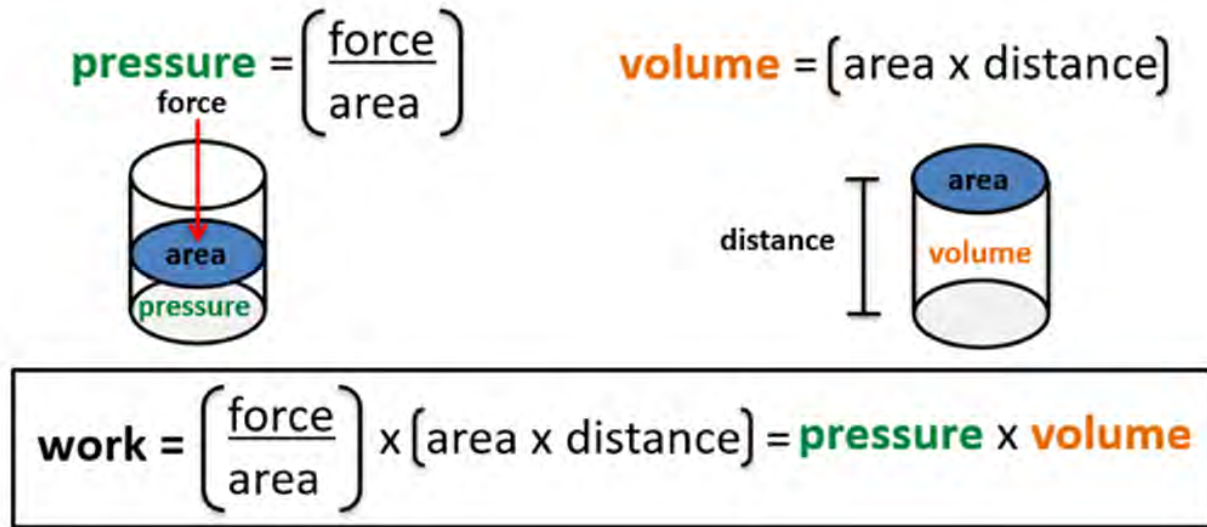 pressure = (force / area)
force
area
pressure
volume = (area x distance)
area
distance
volume
work = (force / area) x (area x distance) = pressure x volume